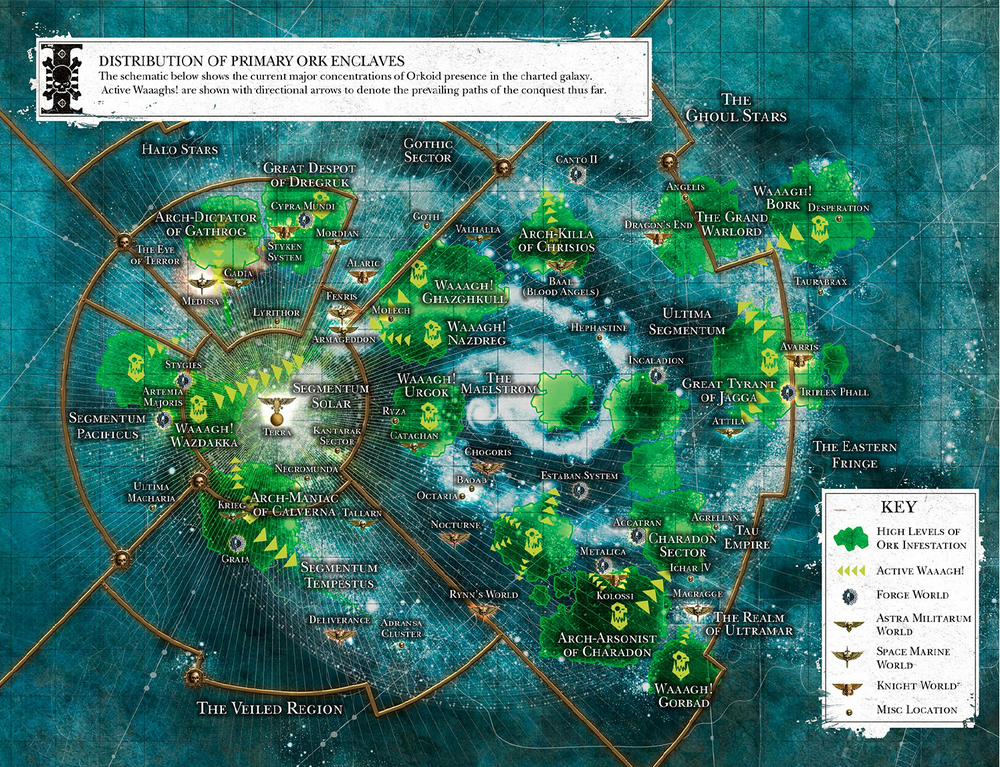 DISTRIBUTION OF PRIMARY ORK ENCLAVES
The schematic below shows the current major concentrations of Orkoid presence in the charted galaxy.
Active Waaaghs! are shown with directional arrows to denote the prevailing paths of the conquest thus far.
The
Ghoul Stars
Halo Stars
Gothic
Sector
Canto II
Great Despot
of Dregruk
Cypra Mundi
Angelis
Waaagh!
Bork
Desperation
Arch-Dictator
of Gathrog
Goth
Valhalla
Arch-Killa
of Chrisios
Dragon's End
The Grand
Warlord
Mordian
Styken
System
The Eye
of Terror
Cadia
Alaric
Medusa
Fenris
Baal
(Blood Angels)
Taurabrax
Waaagh!
Ghazghkull
Lyrithor
Molech
Armageddon
Waaagh!
Nazdreg
Hephastine
Ultima
Segmentum
Avarris
Stygies
Incaladion
Artemia
Majoris
Segmentum
Solar
Waaagh!
Urgok
The
Maelstrom
Great Tyrant
of Jagga
Triplex Phall
Segmentum
Pacificus
Waaagh!
Wazdakka
Terra
Ryza
Attila
Kantarak
Sector
Catachan
Chogoris
The Eastern
Fringe
Necromunda
Estaban System
Badab
Ultima
Macharia
Octaria
Krieg
Arch-Maniac
of Calverna
Tallarn
Nocturne
Accatran
Agrellan
Charadon
Sector
Tau
Empire
Graia
Metalica
Ichar IV
Segmentum
Tempestus
Rynn's World
Kolossi
Macragge
Deliverance
Adransa
Cluster
The Realm
of Ultramar
Arch-Arsonist
of Charadon
Waaagh!
Gorbad
The Veiled Region
KEY
High Levels of
Ork Infestation
Active Waaagh!
Forge World
Astra Militarum
World
Space Marine
World
Knight World
Misc Location